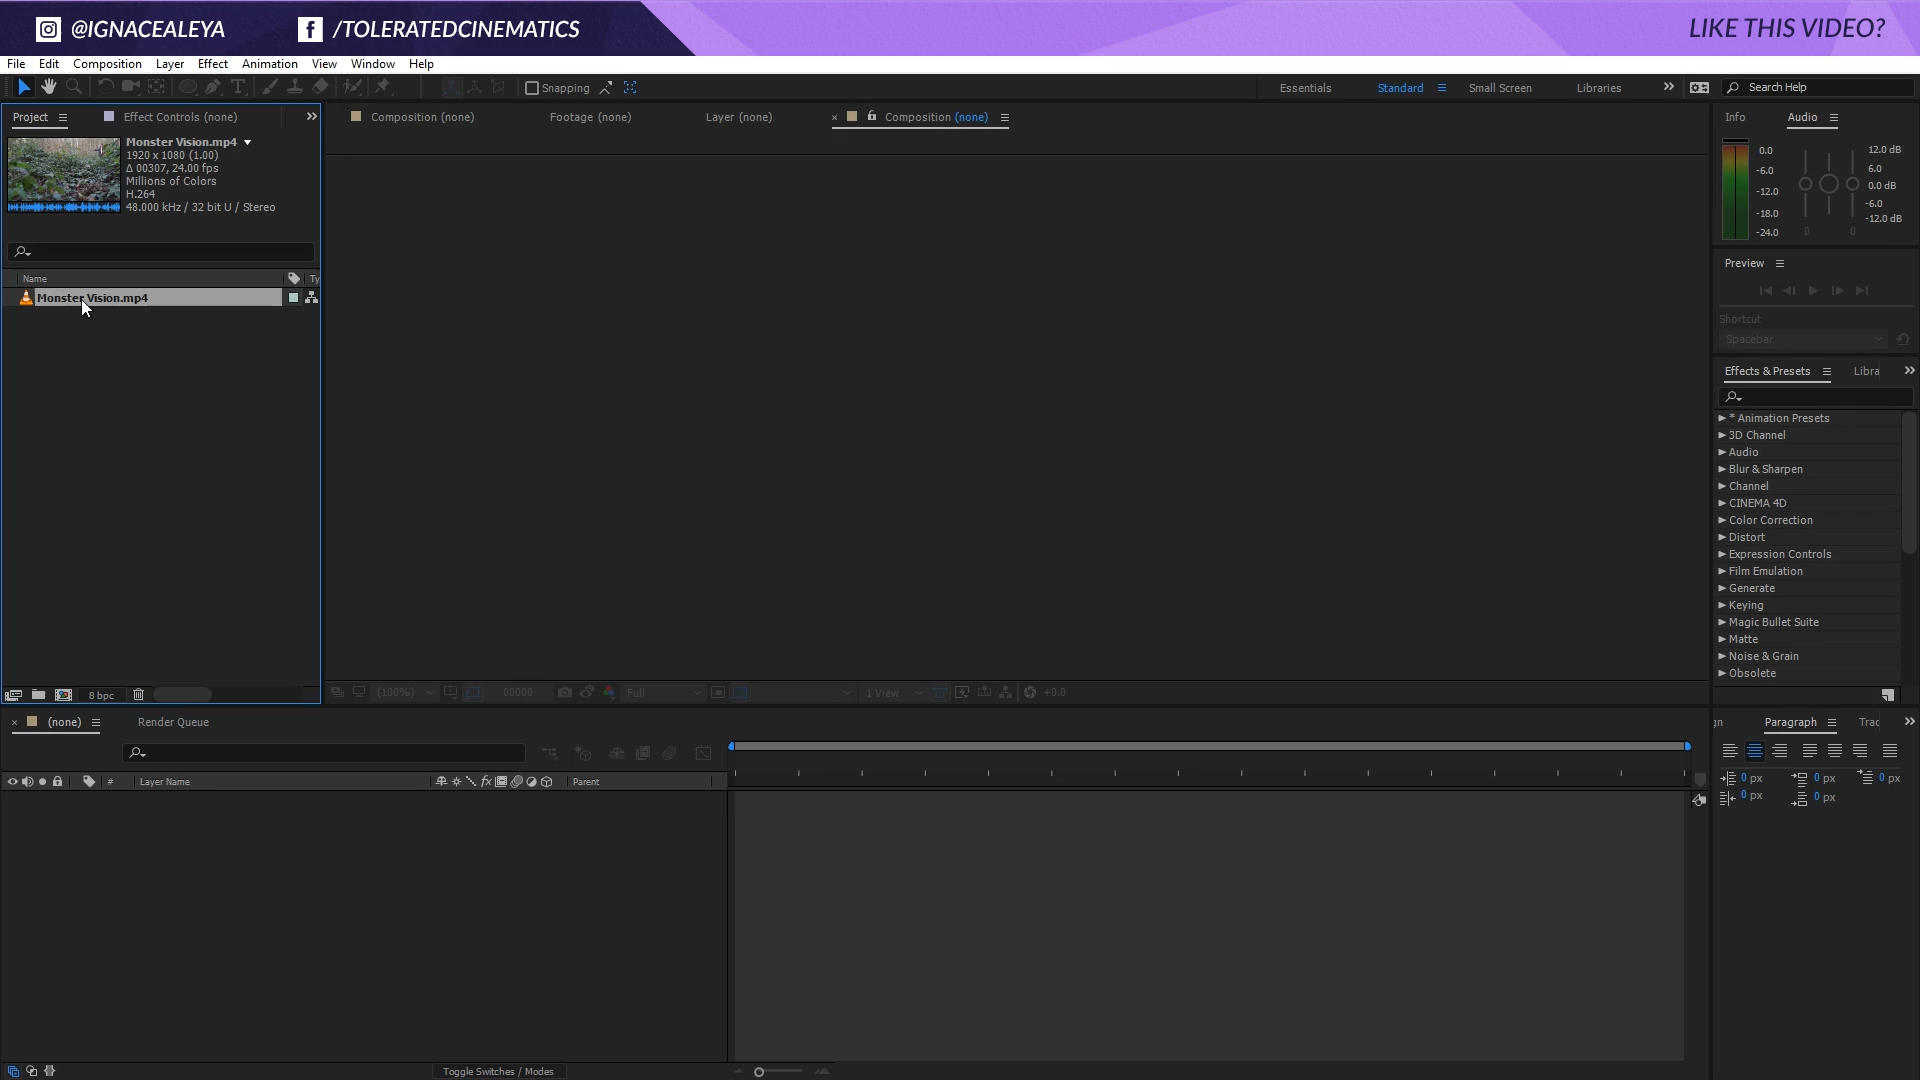 @IGNACEALEYA
/TOLERATEDCINEMATICS
LIKE THIS VIDEO?
File Edit Composition Layer Effect Animation View Window Help
Snapping
Essentials Standard Small Screen Libraries
Search Help
Project
Effect Controls (none)
Composition (none)
Footage (none)
Layer (none)
Composition (none)
Info
Audio
Monster Vision.mp4
1920 x 1080 (1.00)
Δ 00307, 24.00 fps
Millions of Colors
H.264
48.000 kHz / 32 bit U / Stereo
Name
Ty
Monster Vision.mp4
0.0
-6.0
-12.0
-18.0
-24.0
12.0 dB
6.0
0.0 dB
-6.0
-12.0 dB
0 0
Preview
Shortcut
Spacebar
Effects & Presets
Libra
* Animation Presets
3D Channel
Audio
Blur & Sharpen
Channel
CINEMA 4D
Color Correction
Distort
Expression Controls
Film Emulation
Generate
Keying
Magic Bullet Suite
Matte
Noise & Grain
Obsolete
8 bpc
(100%)
00000
Full
1 View
+0.0
(none)
Render Queue
# Layer Name
fx
Parent
gn
Paragraph
Trac
0 px 0 px 0 px
0 px 0 px
Toggle Switches / Modes